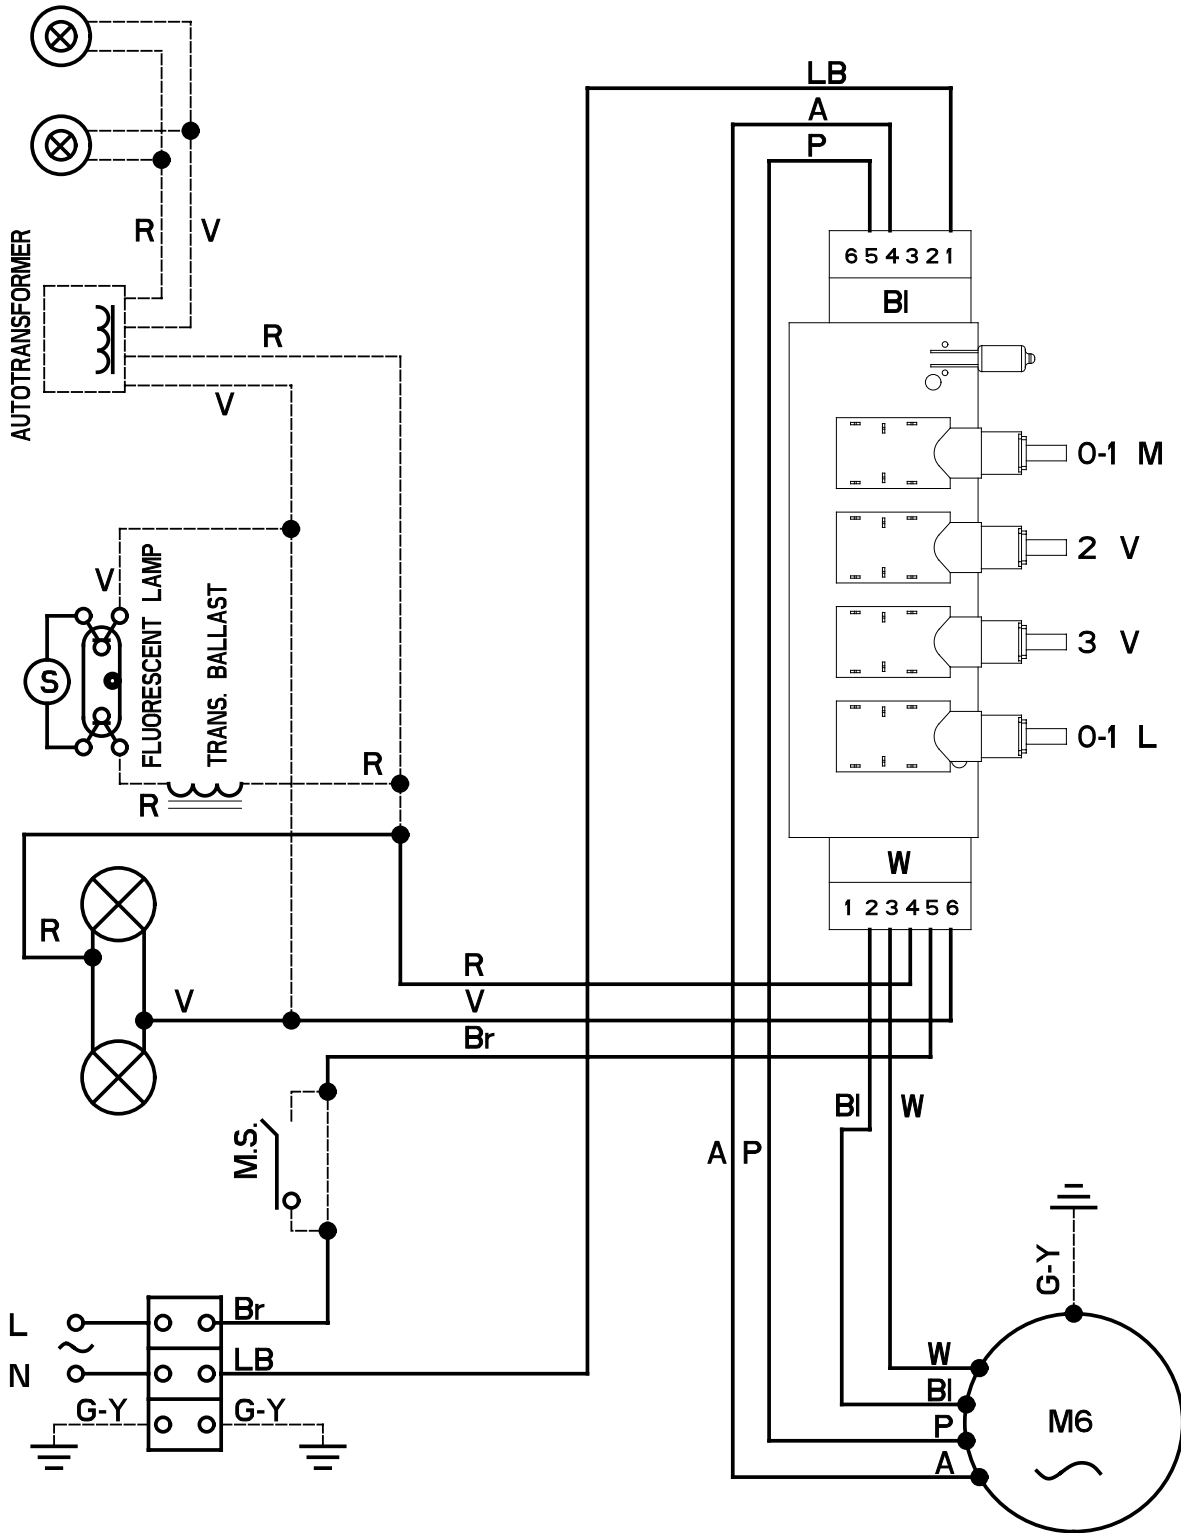 LB
A
P
R V
AUTOTRANSFORMER
6 5 4 3 2 1
Bl
R
V
0-1 M
2 V
3 V
0-1 L
V
FLUORESCENT LAMP
TRANS. BALLAST
S
R
R
W
1 2 3 4 5 6
R
R
V
V
Br
Bl W
M.S.
A P
G-Y
L
Br
N
LB
G-Y G-Y
W
Bl
P
A
M6